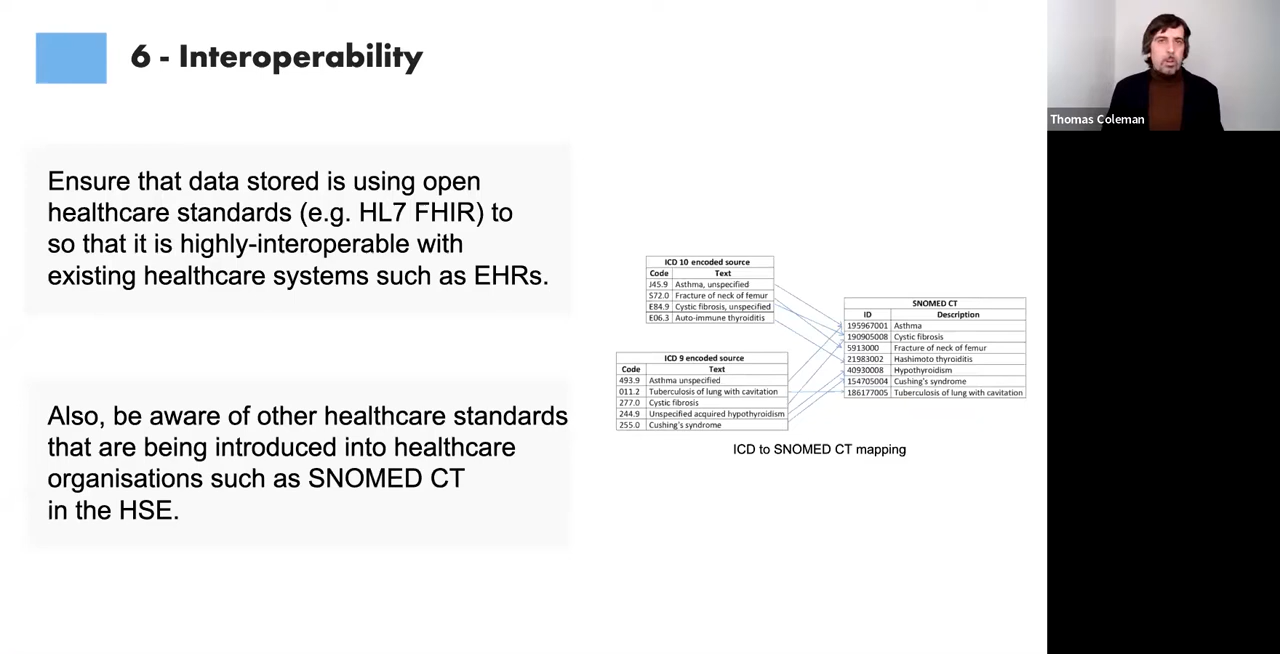 6 - Interoperability
Thomas Coleman
Ensure that data stored is using open
healthcare standards (e.g. HL7 FHIR) to
so that it is highly-interoperable with
existing healthcare systems such as EHRs.
Also, be aware of other healthcare standards
that are being introduced into healthcare
organisations such as SNOMED CT
in the HSE.
ICD 10 encoded source
Code Text
J45.9 Asthma, unspecified
S72.0 Fracture of neck of femur
E84.9 Cystic fibrosis, unspecified
E06.3 Auto-immune thyroiditis
ICD 9 encoded source
Code Text
493.9 Asthma unspecified
011.2 Tuberculosis of lung with cavitation
277.0 Cystic fibrosis
244.9 Unspecified acquired hypothyroidism
255.0 Cushing's syndrome
SNOMED CT
ID Description
195967001 Asthma
190905008 Cystic fibrosis
5913000 Fracture of neck of femur
21983002 Hashimoto thyroiditis
40930008 Hypothyroidism
154705004 Cushing's syndrome
186177005 Tuberculosis of lung with cavitation
ICD to SNOMED CT mapping